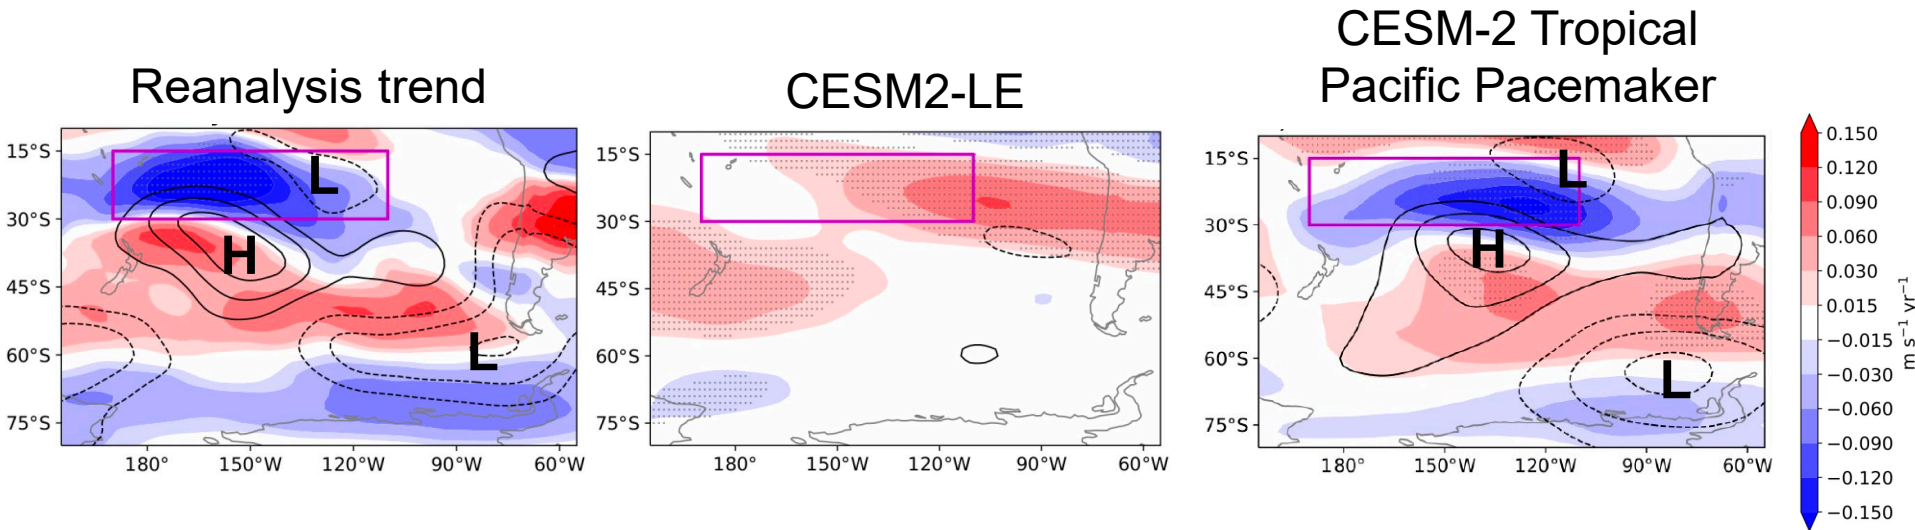 Reanalysis trend
CESM2-LE
CESM-2 Tropical
Pacific Pacemaker
15°S
30°S
45°S
60°S
75°S
180°
150°W
120°W
90°W
60°W
L
H
L
15°S
30°S
45°S
60°S
75°S
180°
150°W
120°W
90°W
60°W
15°S
30°S
45°S
60°S
75°S
180°
150°W
120°W
90°W
60°W
L
H
L
0.150
0.120
0.090
0.060
0.030
0.015
−0.015
−0.030
−0.060
−0.090
−0.120
−0.150
m s⁻¹ yr⁻¹